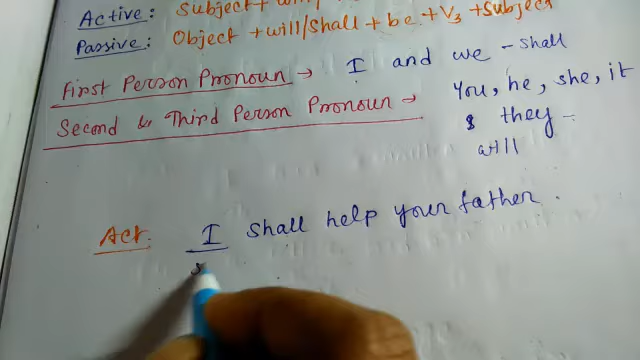 Active: Subject + will/
Passive: Object + will/Shall + be + V3 + Subject
First Person Pronoun → I and we - shall
Second & Third Person Pronoun → You, he, she, it
& they -
will
Act. I shall help your father.
s